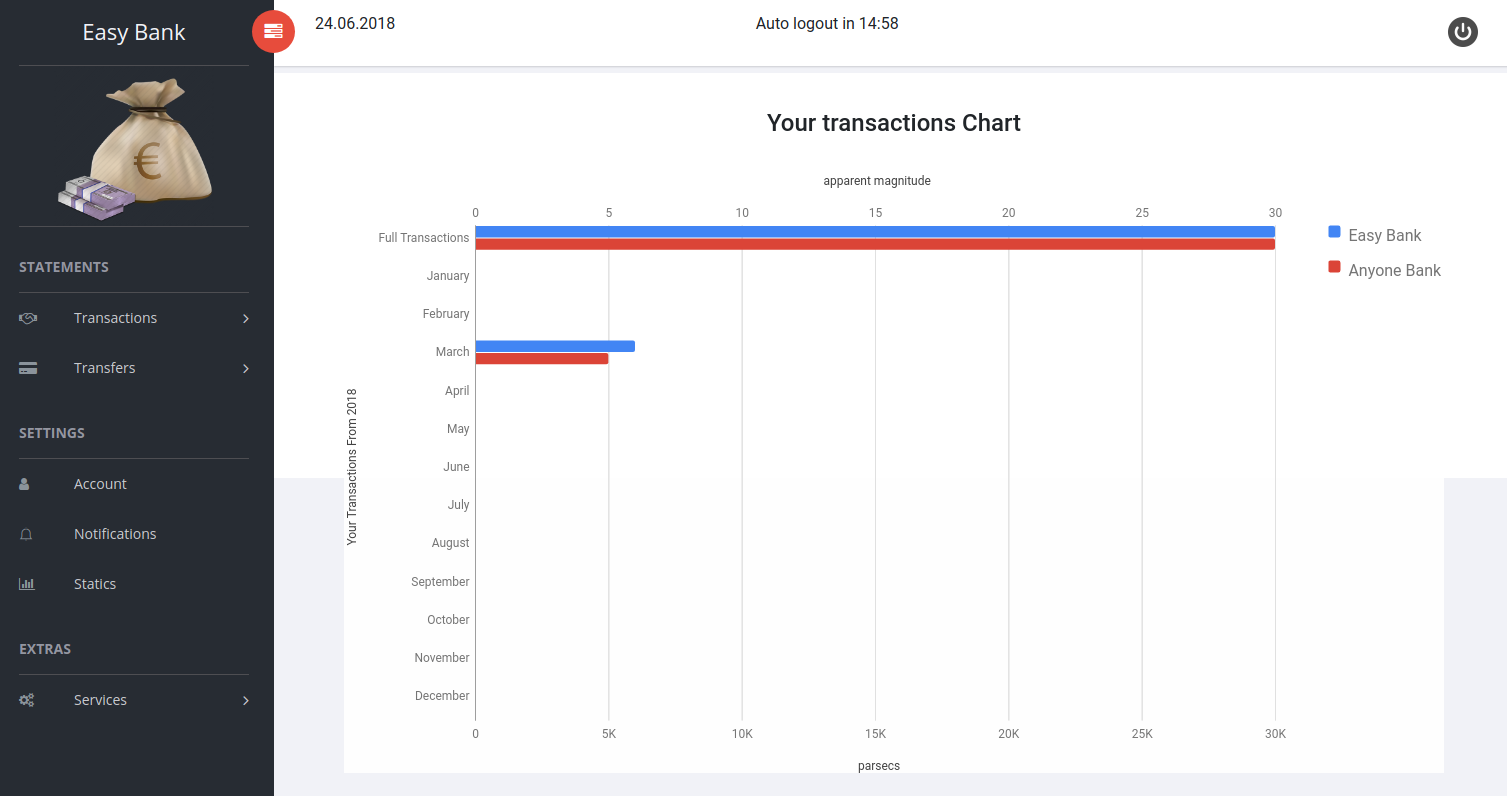 Easy Bank
24.06.2018
Auto logout in 14:58
€
STATEMENTS
Transactions
Transfers
SETTINGS
Account
Notifications
Statics
EXTRAS
Services
Your transactions Chart
apparent magnitude
0 5 10 15 20 25 30
Full Transactions
January
February
March
April
May
June
July
August
September
October
November
December
Your Transactions From 2018
0 5K 10K 15K 20K 25K 30K
parsecs
Easy Bank
Anyone Bank